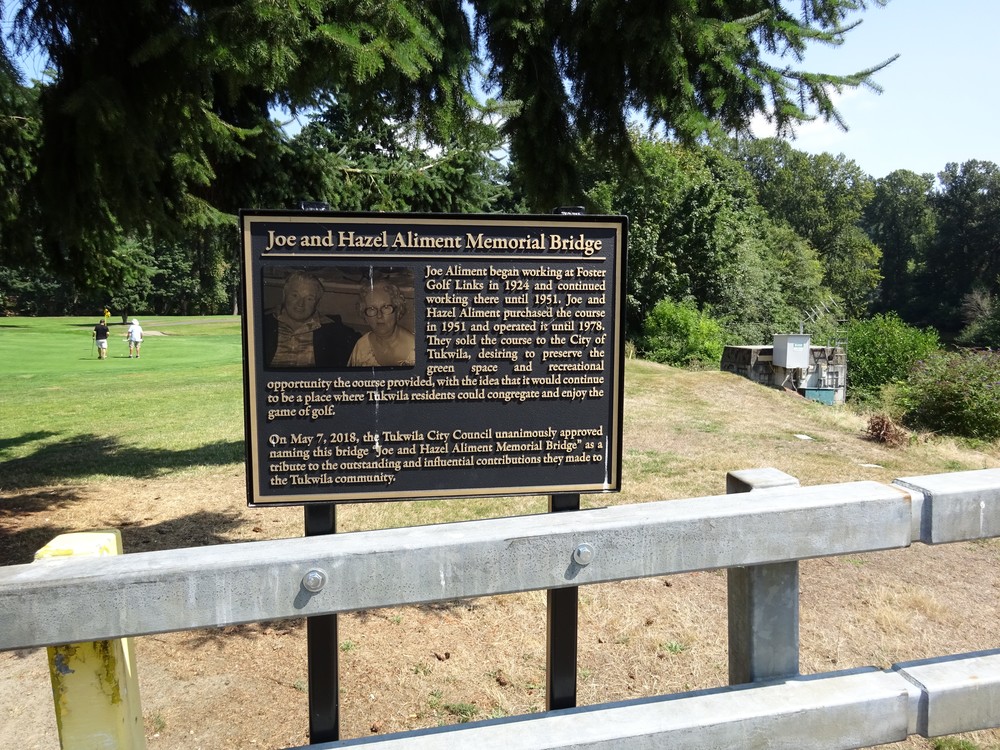 Joe and Hazel Aliment Memorial Bridge
Joe Aliment began working at Foster
Golf Links in 1924 and continued
working there until 1951. Joe and
Hazel Aliment purchased the course
in 1951 and operated it until 1978.
They sold the course to the City of
Tukwila, desiring to preserve the
green space and recreational
opportunity the course provided, with the idea that it would continue
to be a place where Tukwila residents could congregate and enjoy the
game of golf.
On May 7, 2018, the Tukwila City Council unanimously approved
naming this bridge "Joe and Hazel Aliment Memorial Bridge" as a
tribute to the outstanding and influential contributions they made to
the Tukwila community.